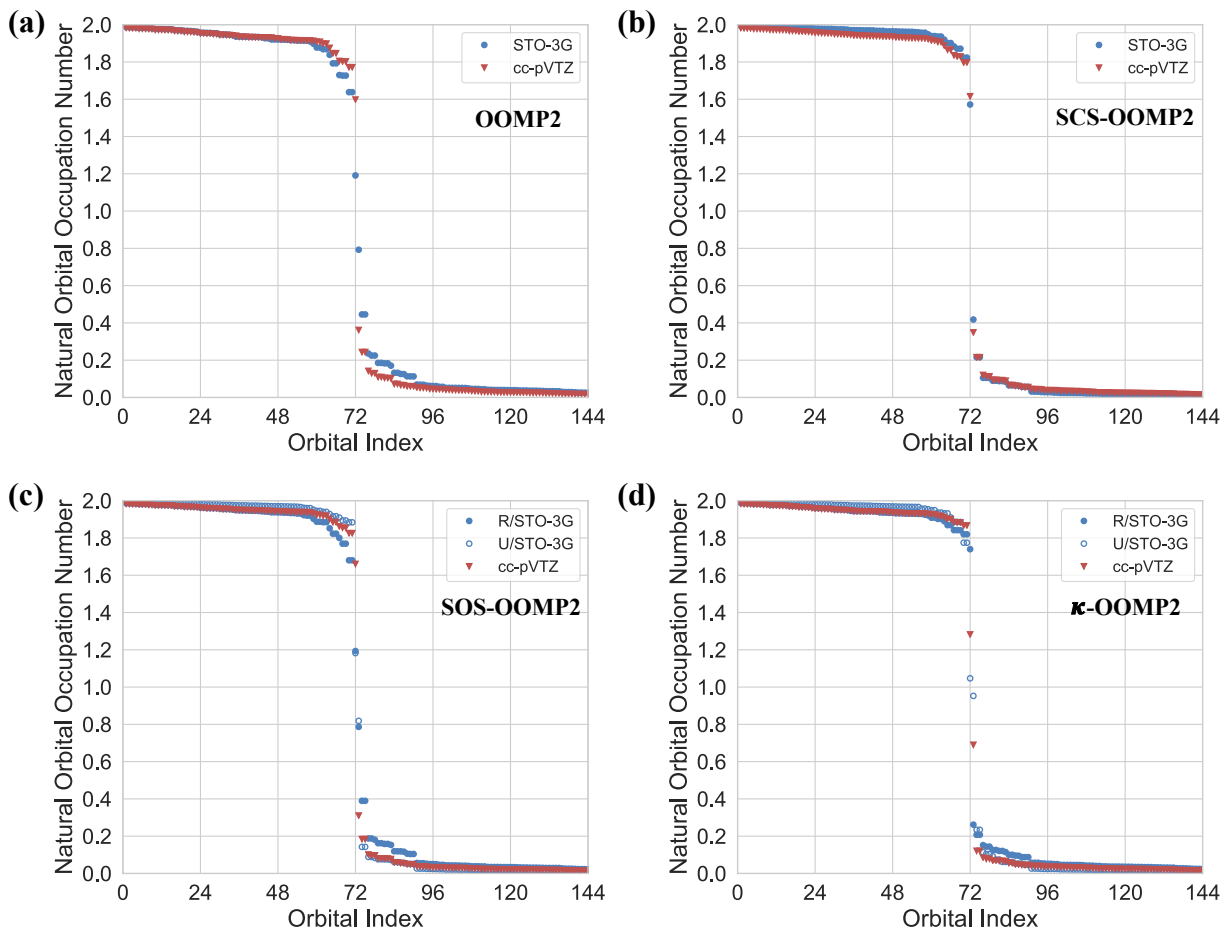 (a)
Natural Orbital Occupation Number
2.0
1.8
1.6
1.4
1.2
1.0
0.8
0.6
0.4
0.2
0.0
STO-3G
cc-pVTZ
OOMP2
0 24 48 72 96 120 144
Orbital Index
(b)
Natural Orbital Occupation Number
2.0
1.8
1.6
1.4
1.2
1.0
0.8
0.6
0.4
0.2
0.0
STO-3G
cc-pVTZ
SCS-OOMP2
0 24 48 72 96 120 144
Orbital Index
(c)
Natural Orbital Occupation Number
2.0
1.8
1.6
1.4
1.2
1.0
0.8
0.6
0.4
0.2
0.0
R/STO-3G
U/STO-3G
cc-pVTZ
SOS-OOMP2
0 24 48 72 96 120 144
Orbital Index
(d)
Natural Orbital Occupation Number
2.0
1.8
1.6
1.4
1.2
1.0
0.8
0.6
0.4
0.2
0.0
R/STO-3G
U/STO-3G
cc-pVTZ
κ-OOMP2
0 24 48 72 96 120 144
Orbital Index